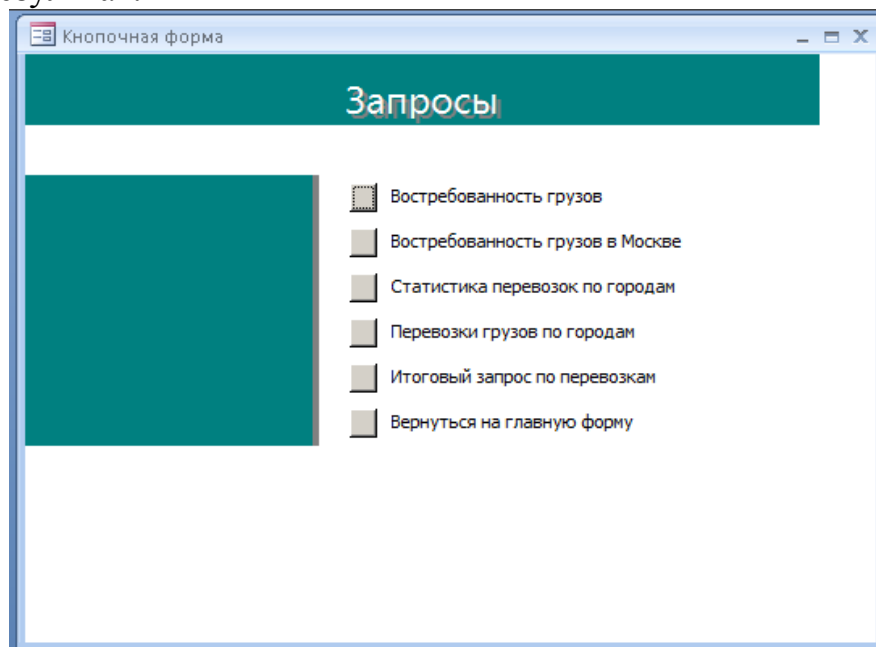 Кнопочная форма
Запросы
Востребованность грузов
Востребованность грузов в Москве
Статистика перевозок по городам
Перевозки грузов по городам
Итоговый запрос по перевозкам
Вернуться на главную форму